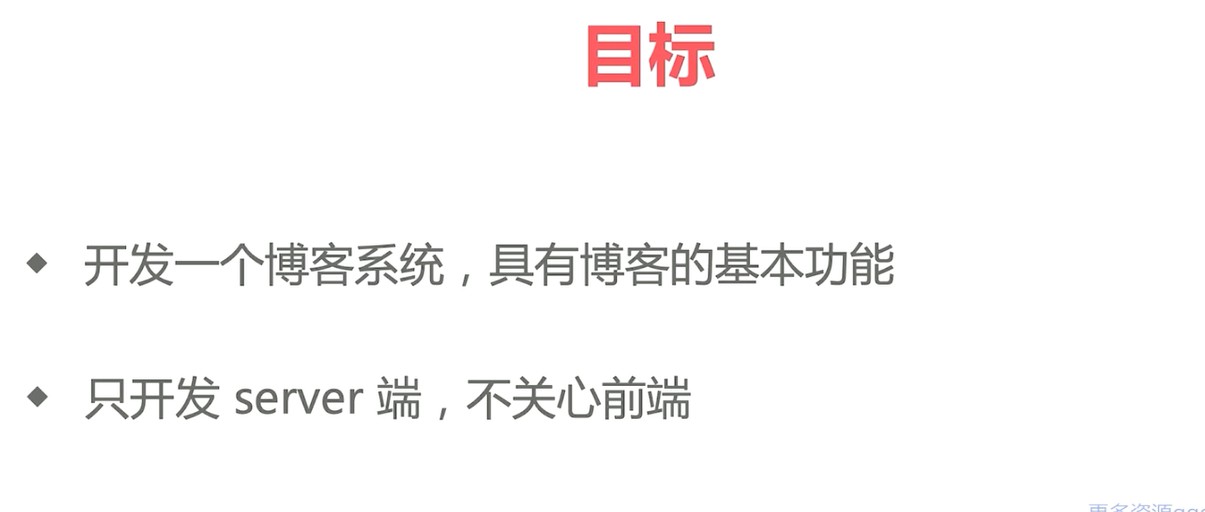 目标
开发一个博客系统，具有博客的基本功能
只开发 server 端，不关心前端
更多资源